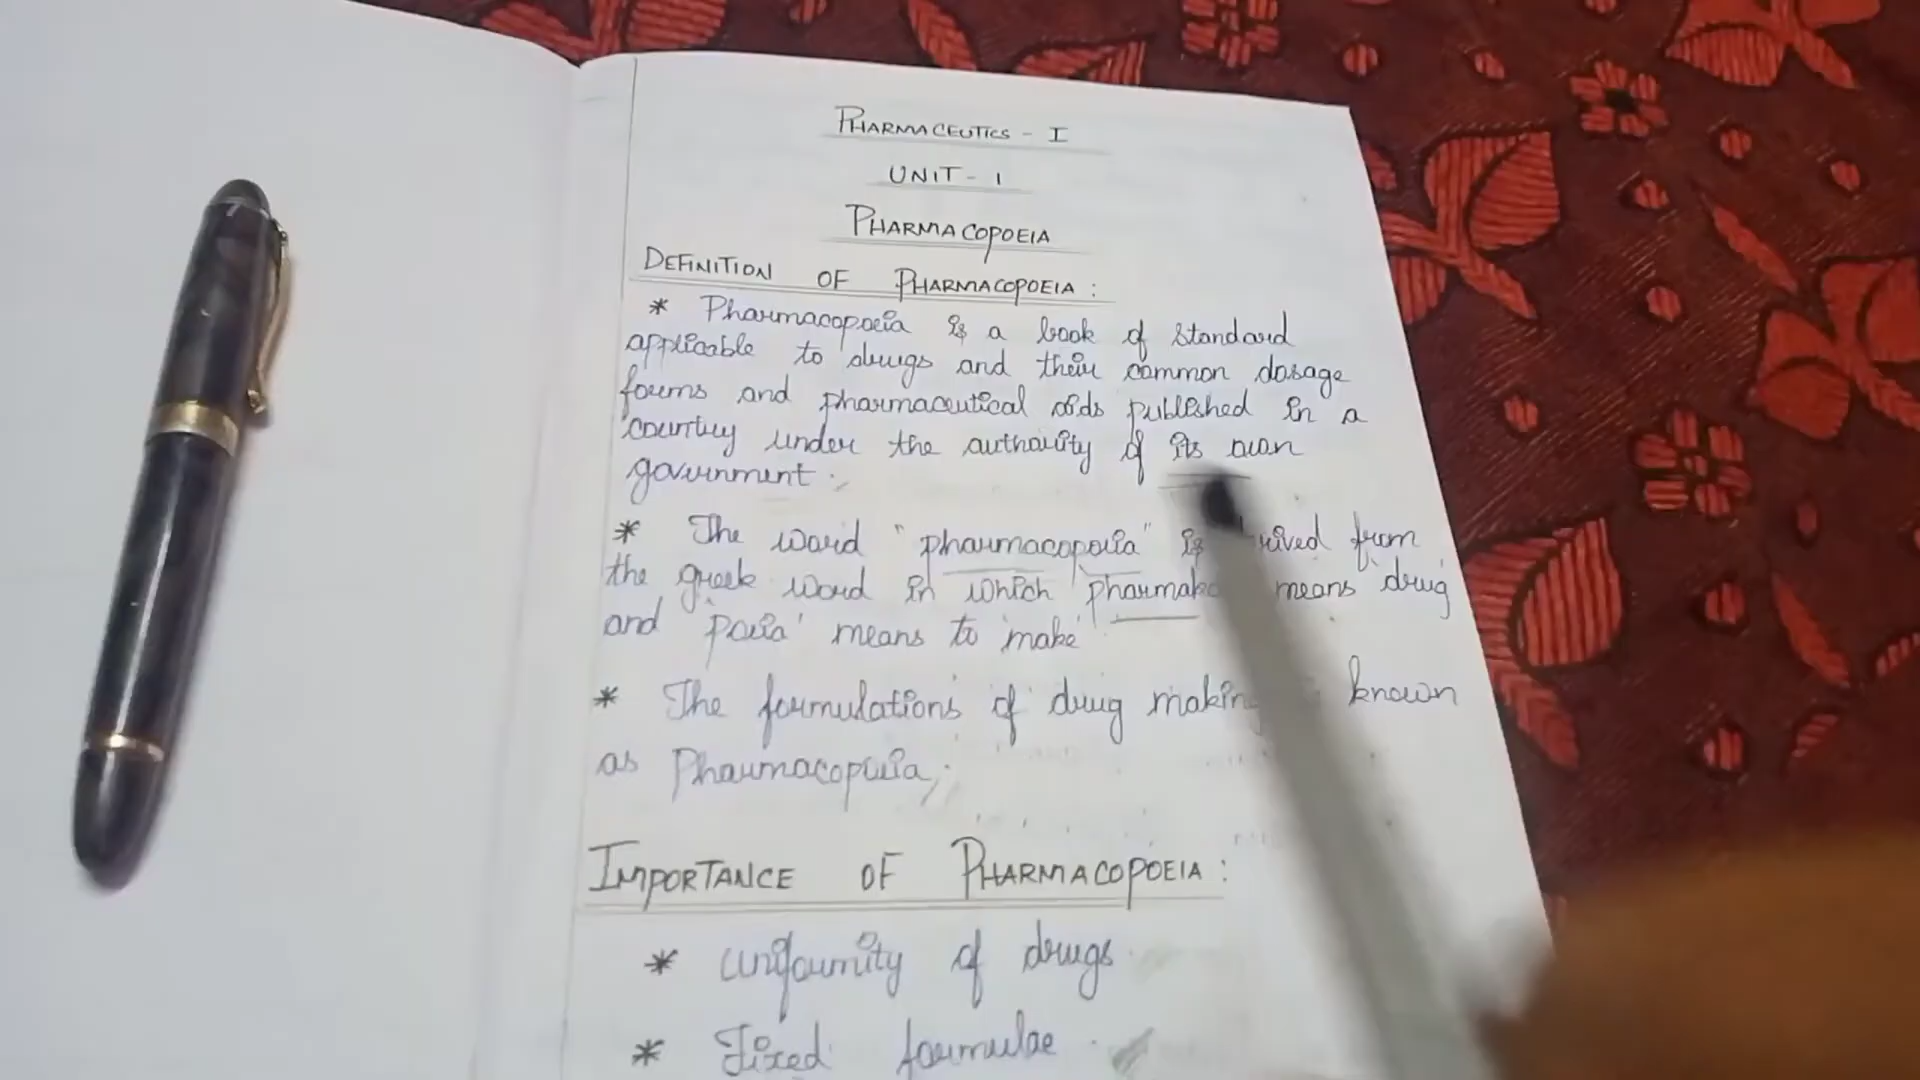 PHARMACEUTICS - I
UNIT - 1
PHARMACOPOEIA
DEFINITION OF PHARMACOPOEIA :
* Pharmacopoeia is a book of standard
applicable to drugs and their common dosage
forms and pharmaceutical aids published in a
country under the authority of its own
government.
* The word "pharmacopoeia" is from
the greek word in which means 'drug
and 'poeia' means to 'make'
* The formulations of drug making known
as Pharmacopoeia,
IMPORTANCE OF PHARMACOPOEIA :
* uniformity of drugs
* Fixed formulae